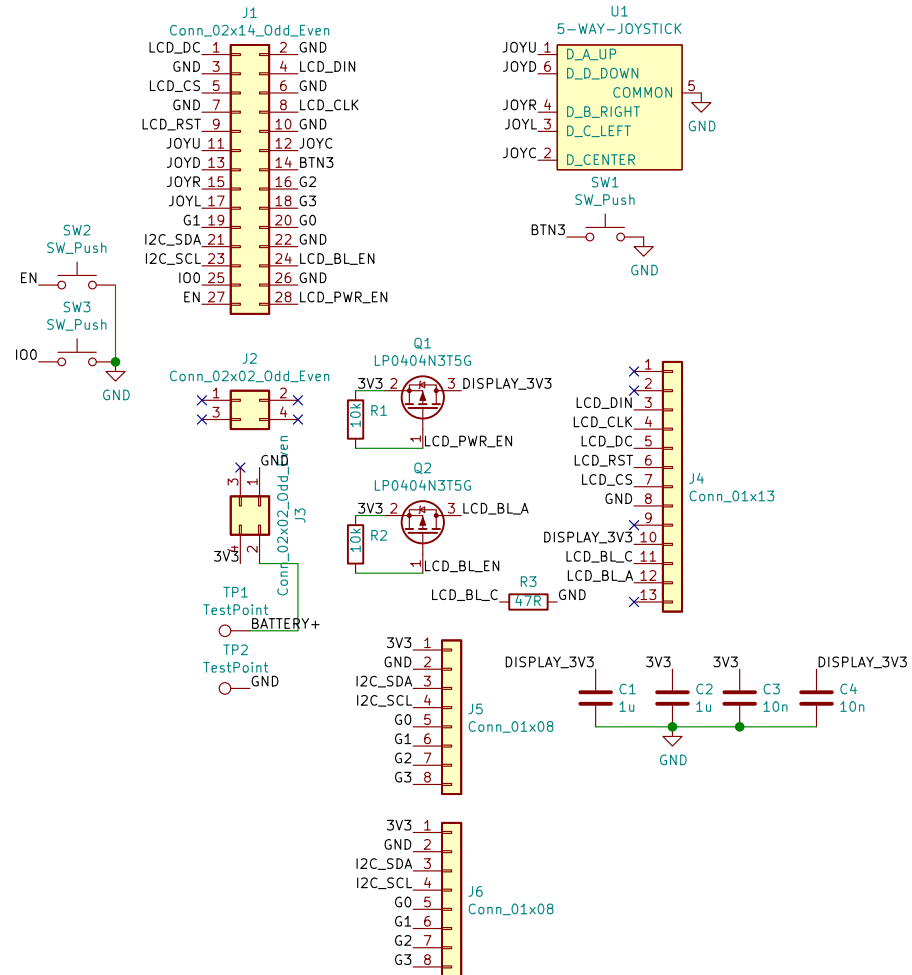 J1
Conn_02x14_Odd_Even
LCD_DC 1 2 GND
GND 3 4 LCD_DIN
LCD_CS 5 6 GND
GND 7 8 LCD_CLK
LCD_RST 9 10 GND
JOYU 11 12 JOYC
JOYD 13 14 BTN3
JOYR 15 16 G2
JOYL 17 18 G3
G1 19 20 G0
I2C_SDA 21 22 GND
I2C_SCL 23 24 LCD_BL_EN
IO0 25 26 GND
EN 27 28 LCD_PWR_EN
U1
5-WAY-JOYSTICK
JOYU 1 D_A_UP
JOYD 6 D_D_DOWN
COMMON 5
GND
JOYR 4 D_B_RIGHT
JOYL 3 D_C_LEFT
JOYC 2 D_CENTER
SW1
SW_Push
BTN3
GND
SW2
SW_Push
EN
SW3
SW_Push
IO0
GND
J2
Conn_02x02_Odd_Even
1 2
3 4
Q1
LP0404N3T5G
3V3 2 3 DISPLAY_3V3
10k R1
1 LCD_PWR_EN
Q2
LP0404N3T5G
3V3 2 3 LCD_BL_A
10k R2
1 LCD_BL_EN
R3
LCD_BL_C 47R GND
1
2
LCD_DIN 3
LCD_CLK 4
LCD_DC 5
LCD_RST 6
LCD_CS 7
GND 8
9
DISPLAY_3V3 10
LCD_BL_C 11
LCD_BL_A 12
13
J4
Conn_01x13
GND
3 1
J3
Conn_02x02_Odd_Even
4 2
3V3
TP1
TestPoint
BATTERY+
TP2
TestPoint
GND
3V3 1
GND 2
I2C_SDA 3
I2C_SCL 4
G0 5
G1 6
G2 7
G3 8
J5
Conn_01x08
DISPLAY_3V3 3V3 3V3 DISPLAY_3V3
C1 C2 C3 C4
1u 1u 10n 10n
GND
3V3 1
GND 2
I2C_SDA 3
I2C_SCL 4
G0 5
G1 6
G2 7
G3 8
J6
Conn_01x08